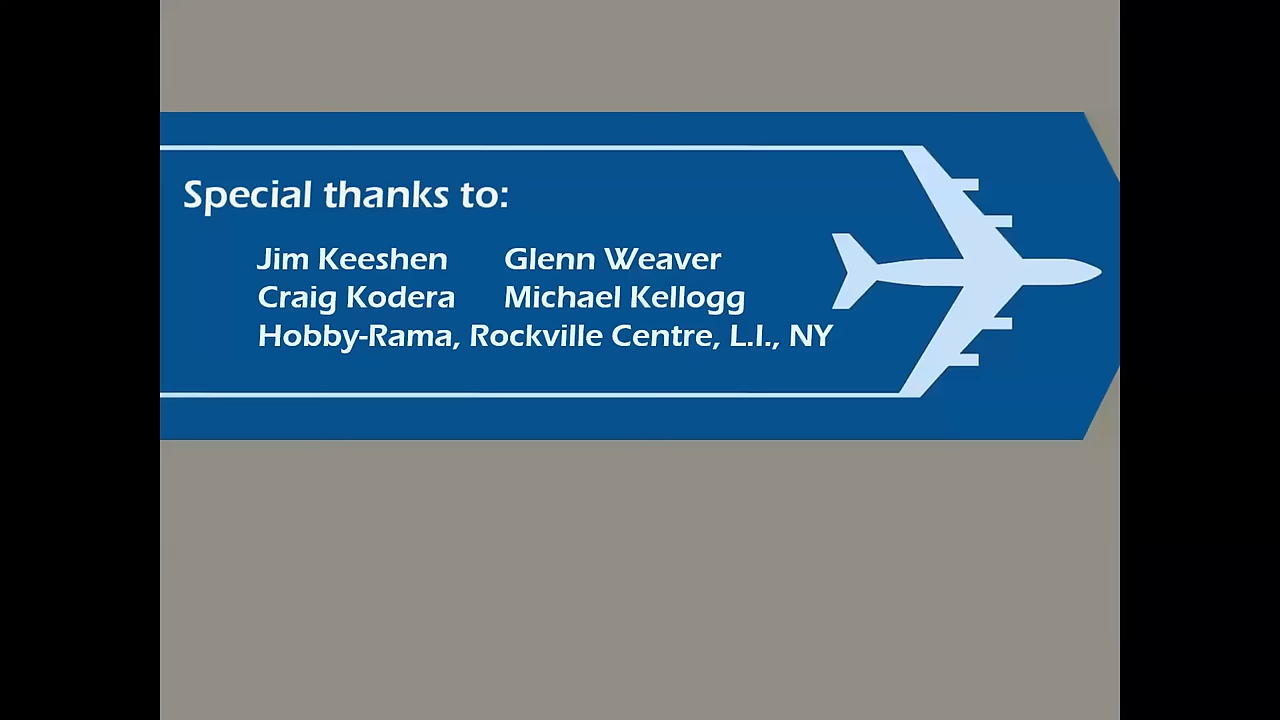 Special thanks to:
Jim Keeshen Glenn Weaver
Craig Kodera Michael Kellogg
Hobby-Rama, Rockville Centre, L.I., NY